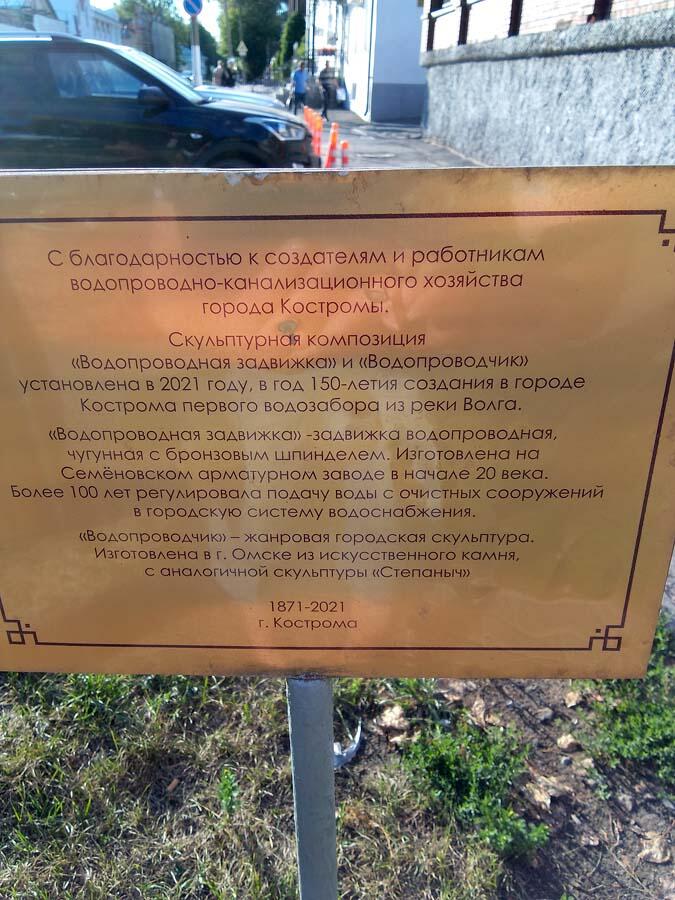 С благодарностью к создателям и работникам
водопроводно-канализационного хозяйства
города Костромы.
Скульптурная композиция
«Водопроводная задвижка» и «Водопроводчик»
установлена в 2021 году, в год 150-летия создания в городе
Кострома первого водозабора из реки Волга.
«Водопроводная задвижка» -задвижка водопроводная,
чугунная с бронзовым шпинделем. Изготовлена на
Семёновском арматурном заводе в начале 20 века.
Более 100 лет регулировала подачу воды с очистных сооружений
в городскую систему водоснабжения.
«Водопроводчик» – жанровая городская скульптура.
Изготовлена в г. Омске из искусственного камня,
с аналогичной скульптуры «Степаныч»
1871-2021
г. Кострома